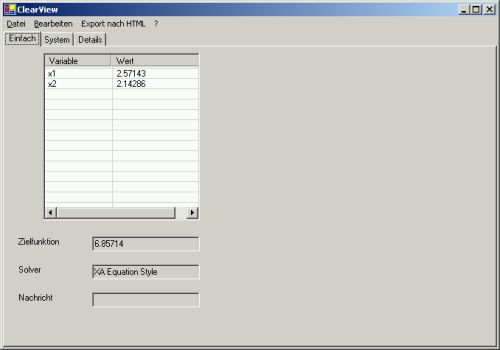 ClearView
Datei Bearbeiten Export nach HTML ?
Einfach System Details
Variable Wert
x1 2.57143
x2 2.14286
Zielfunktion 6.85714
Solver XA Equation Style
Nachricht